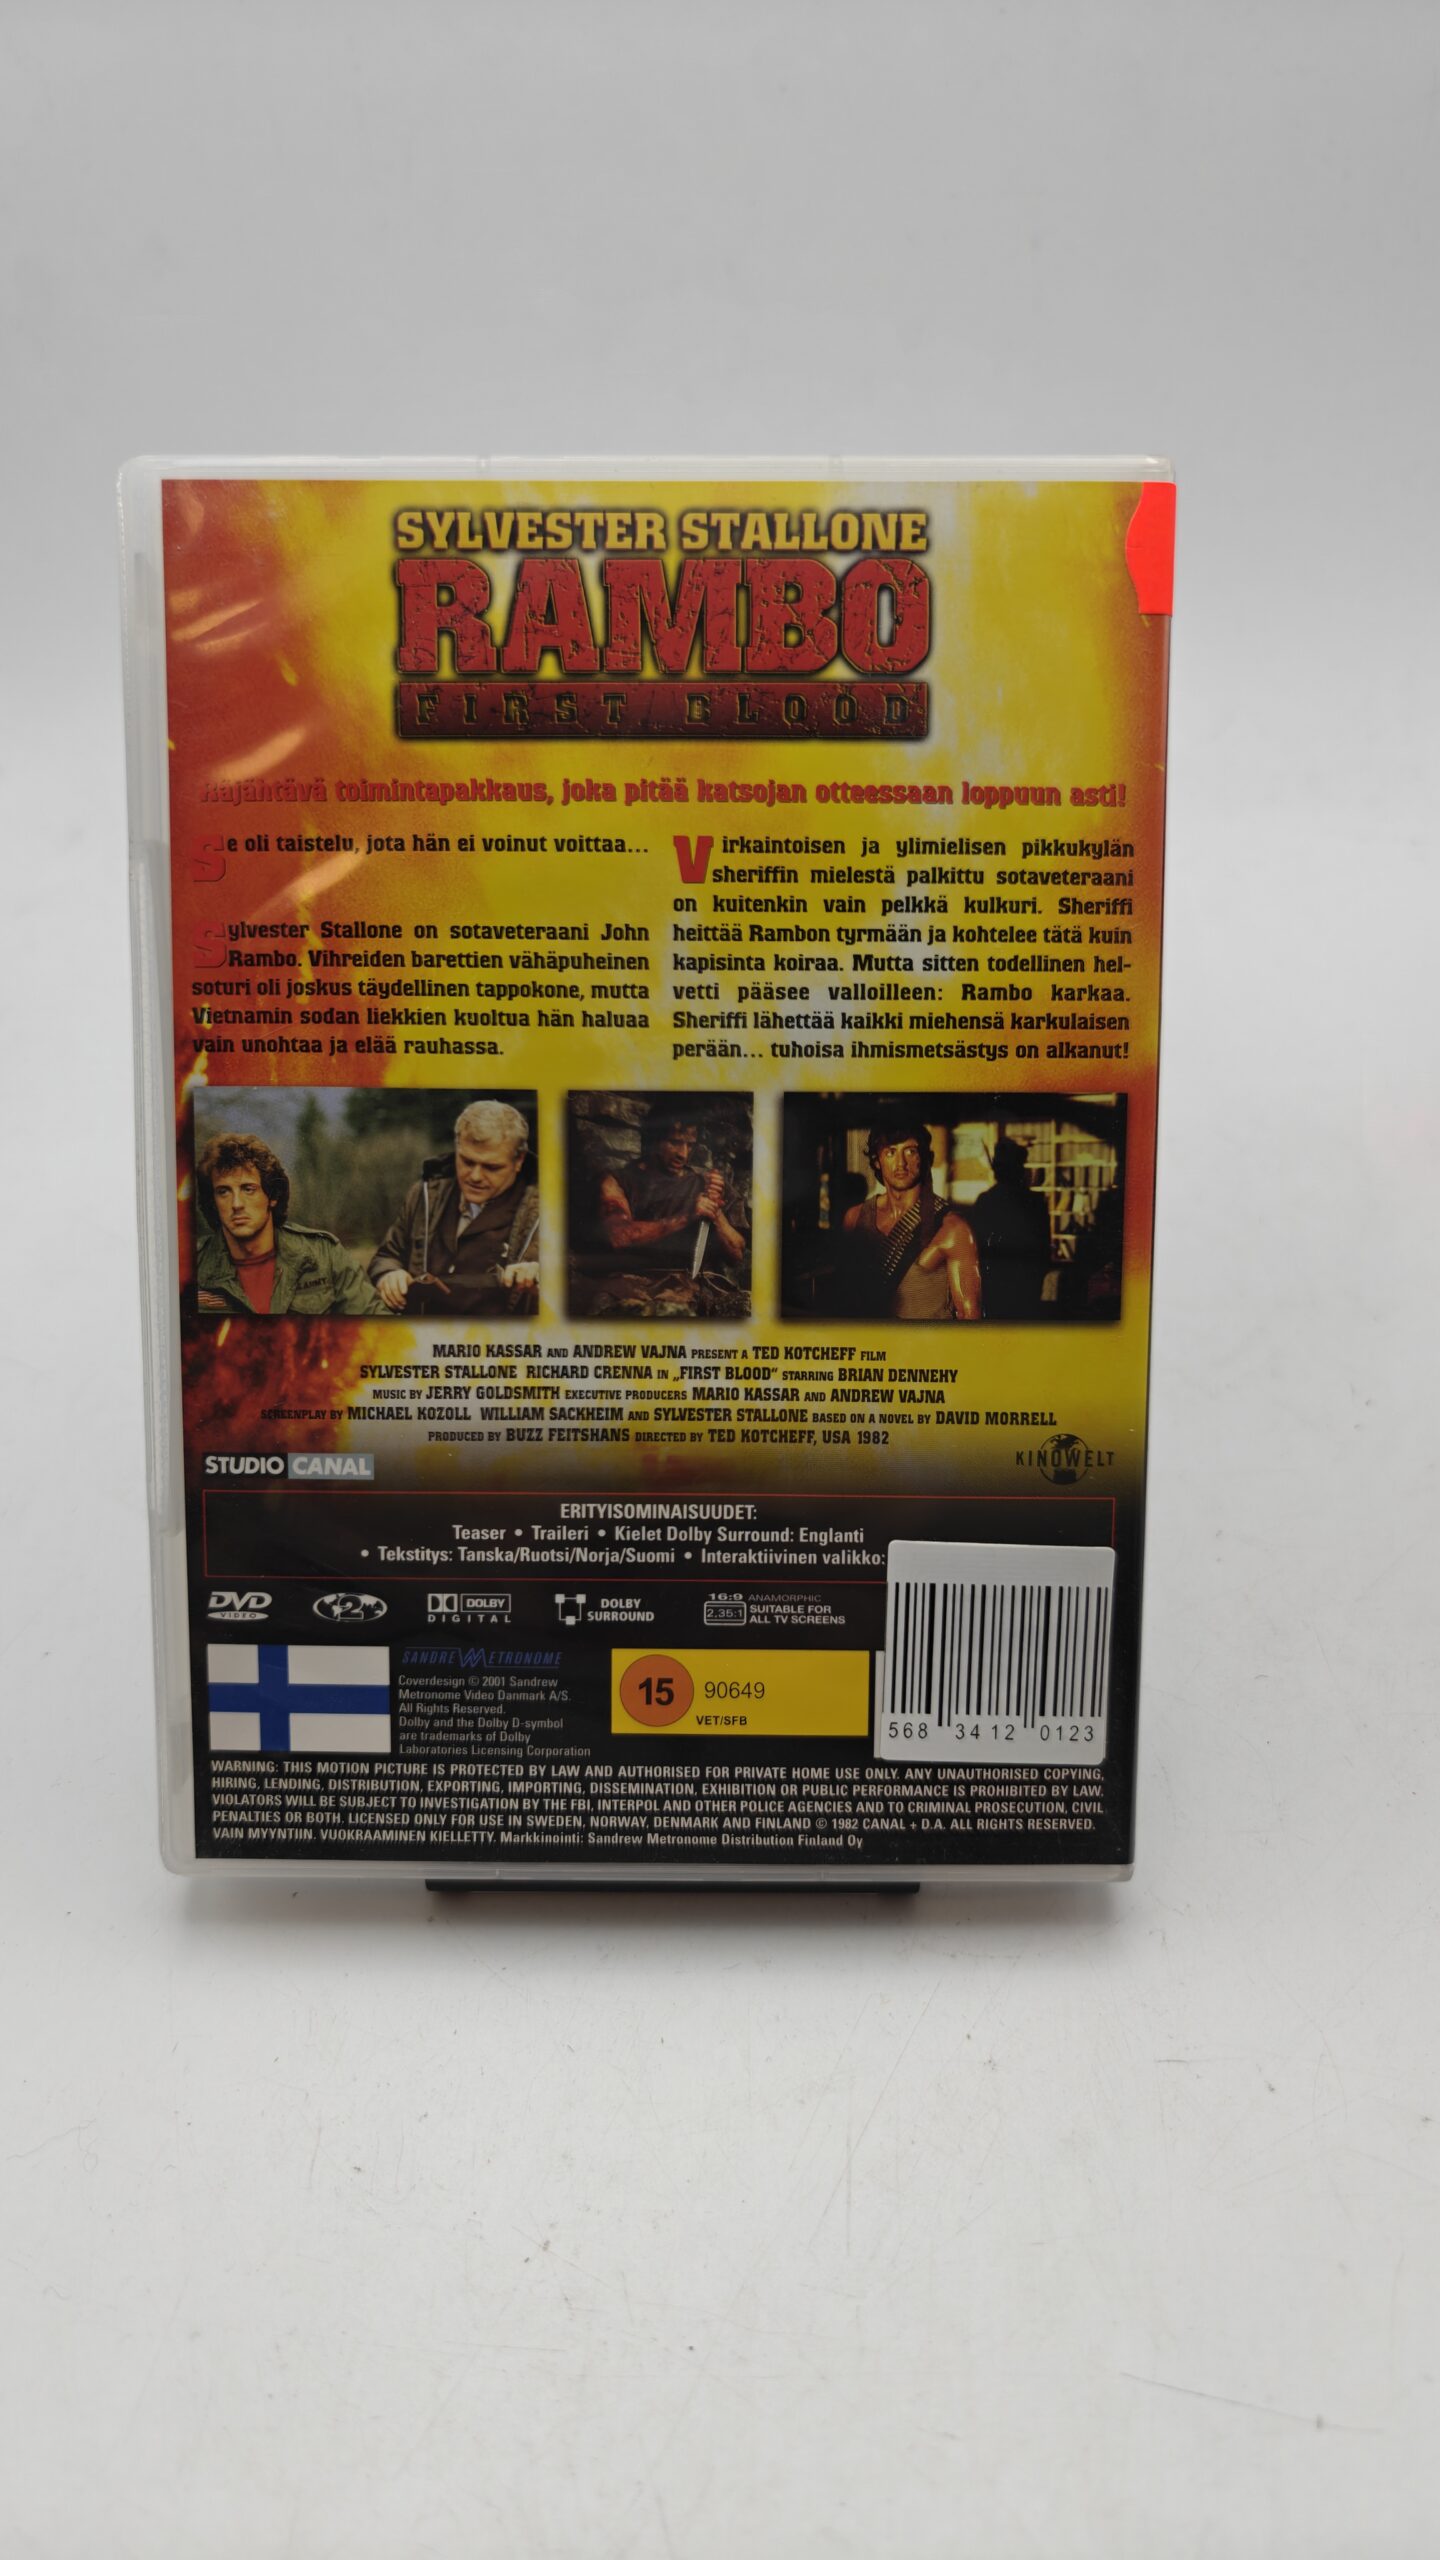 SYLVESTER STALLONE
RAMBO
FIRST BLOOD
Räjähtävä toimintapakkaus, joka pitää katsojan otteessaan loppuun asti!
Se oli taistelu, jota hän ei voinut voittaa...
Sylvester Stallone on sotaveteraani John
Rambo. Vihreiden barettien vähäpuheinen
soturi oli joskus täydellinen tappokone, mutta
Vietnamin sodan liekkien kuoltua hän haluaa
vain unohtaa ja elää rauhassa.
Virkaintoisen ja ylimielisen pikkukylän
sheriffin mielestä palkittu sotaveteraani
on kuitenkin vain pelkkä kulkuri. Sheriffi
heittää Rambon tyrmään ja kohtelee tätä kuin
kapisinta koiraa. Mutta sitten todellinen hel-
vetti pääsee valloilleen: Rambo karkaa.
Sheriffi lähettää kaikki miehensä karkulaisen
perään... tuhoisa ihmismetsästys on alkanut!
ARMY
MARIO KASSAR AND ANDREW VAJNA PRESENT A TED KOTCHEFF FILM
SYLVESTER STALLONE RICHARD CRENNA IN „FIRST BLOOD“ STARRING BRIAN DENNEHY
MUSIC BY JERRY GOLDSMITH EXECUTIVE PRODUCERS MARIO KASSAR AND ANDREW VAJNA
SCREENPLAY BY MICHAEL KOZOLL WILLIAM SACKHEIM AND SYLVESTER STALLONE BASED ON A NOVEL BY DAVID MORRELL
PRODUCED BY BUZZ FEITSHANS DIRECTED BY TED KOTCHEFF, USA 1982
STUDIO CANAL
KINOWELT
ERITYISOMINAISUUDET:
Teaser • Traileri • Kielet Dolby Surround: Englanti
• Tekstitys: Tanska/Ruotsi/Norja/Suomi • Interaktiivinen valikko:
DVD VIDEO
2
DOLBY DIGITAL
DOLBY SURROUND
16:9 ANAMORPHIC
2.35:1 SUITABLE FOR ALL TV SCREENS
SANDREW METRONOME
Coverdesign © 2001 Sandrew
Metronome Video Danmark A/S.
All Rights Reserved.
Dolby and the Dolby D-symbol
are trademarks of Dolby
Laboratories Licensing Corporation
15 90649
VET/SFB
568 3412 0123
WARNING: THIS MOTION PICTURE IS PROTECTED BY LAW AND AUTHORISED FOR PRIVATE HOME USE ONLY. ANY UNAUTHORISED COPYING,
HIRING, LENDING, DISTRIBUTION, EXPORTING, IMPORTING, DISSEMINATION, EXHIBITION OR PUBLIC PERFORMANCE IS PROHIBITED BY LAW.
VIOLATORS WILL BE SUBJECT TO INVESTIGATION BY THE FBI, INTERPOL AND OTHER POLICE AGENCIES AND TO CRIMINAL PROSECUTION, CIVIL
PENALTIES OR BOTH. LICENSED ONLY FOR USE IN SWEDEN, NORWAY, DENMARK AND FINLAND © 1982 CANAL + D.A. ALL RIGHTS RESERVED.
VAIN MYYNTIIN. VUOKRAAMINEN KIELLETTY. Markkinointi: Sandrew Metronome Distribution Finland Oy